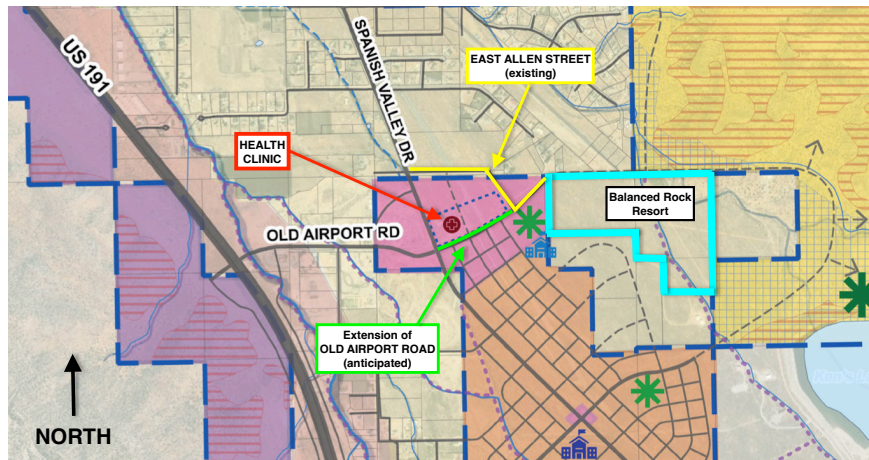 US 191
SPANISH VALLEY DR
EAST ALLEN STREET
(existing)
HEALTH
CLINIC
OLD AIRPORT RD
Balanced Rock
Resort
Extension of
OLD AIRPORT ROAD
(anticipated)
NORTH